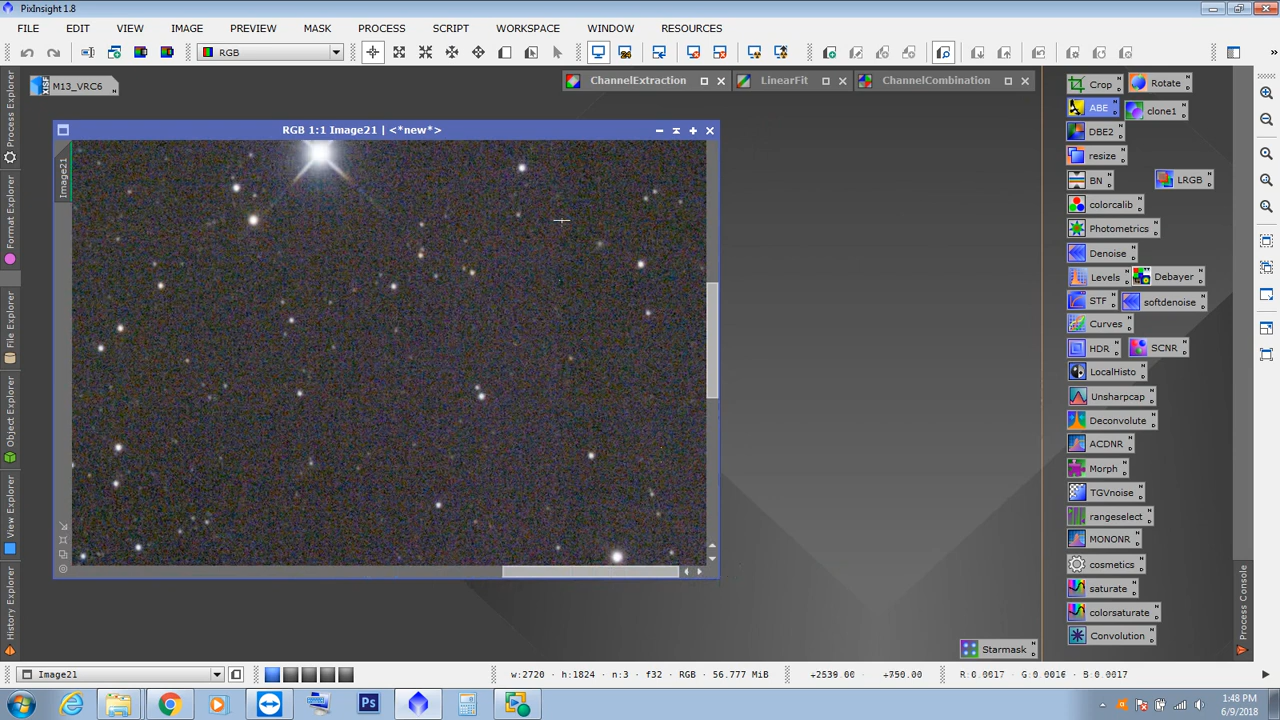 PixInsight 1.8
FILE EDIT VIEW IMAGE PREVIEW MASK PROCESS SCRIPT WORKSPACE WINDOW RESOURCES
RGB
M13_VRC6
ChannelExtraction
LinearFit
ChannelCombination
RGB 1:1 Image21 | <*new*>
Image21
Process Explorer
Format Explorer
File Explorer
Object Explorer
View Explorer
History Explorer
Crop
Rotate
ABE
clone1
DBE2
resize
BN
LRGB
colorcalib
Photometrics
Denoise
Levels
Debayer
STF
softdenoise
Curves
HDR
SCNR
LocalHisto
Unsharpcap
Deconvolute
ACDNR
Morph
TGVnoise
rangeselect
MONONR
cosmetics
saturate
colorsaturate
Convolution
Starmask
Process Console
Image21
w:2720 · h:1824 · n:3 · f32 · RGB · 56.777 MiB
+2539.00 +790.00
R:0.0017 · G:0.0016 · B:0.0017
Ps
1:48 PM
6/9/2018